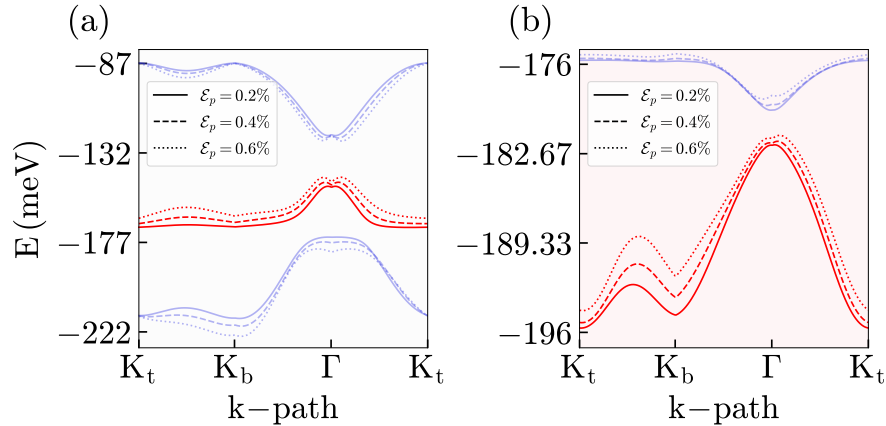 (a)
E (meV)
−87
−132
−177
−222
ℰp = 0.2%
ℰp = 0.4%
ℰp = 0.6%
Kt
Kb
Γ
Kt
k−path
(b)
−176
−182.67
−189.33
−196
ℰp = 0.2%
ℰp = 0.4%
ℰp = 0.6%
Kt
Kb
Γ
Kt
k−path